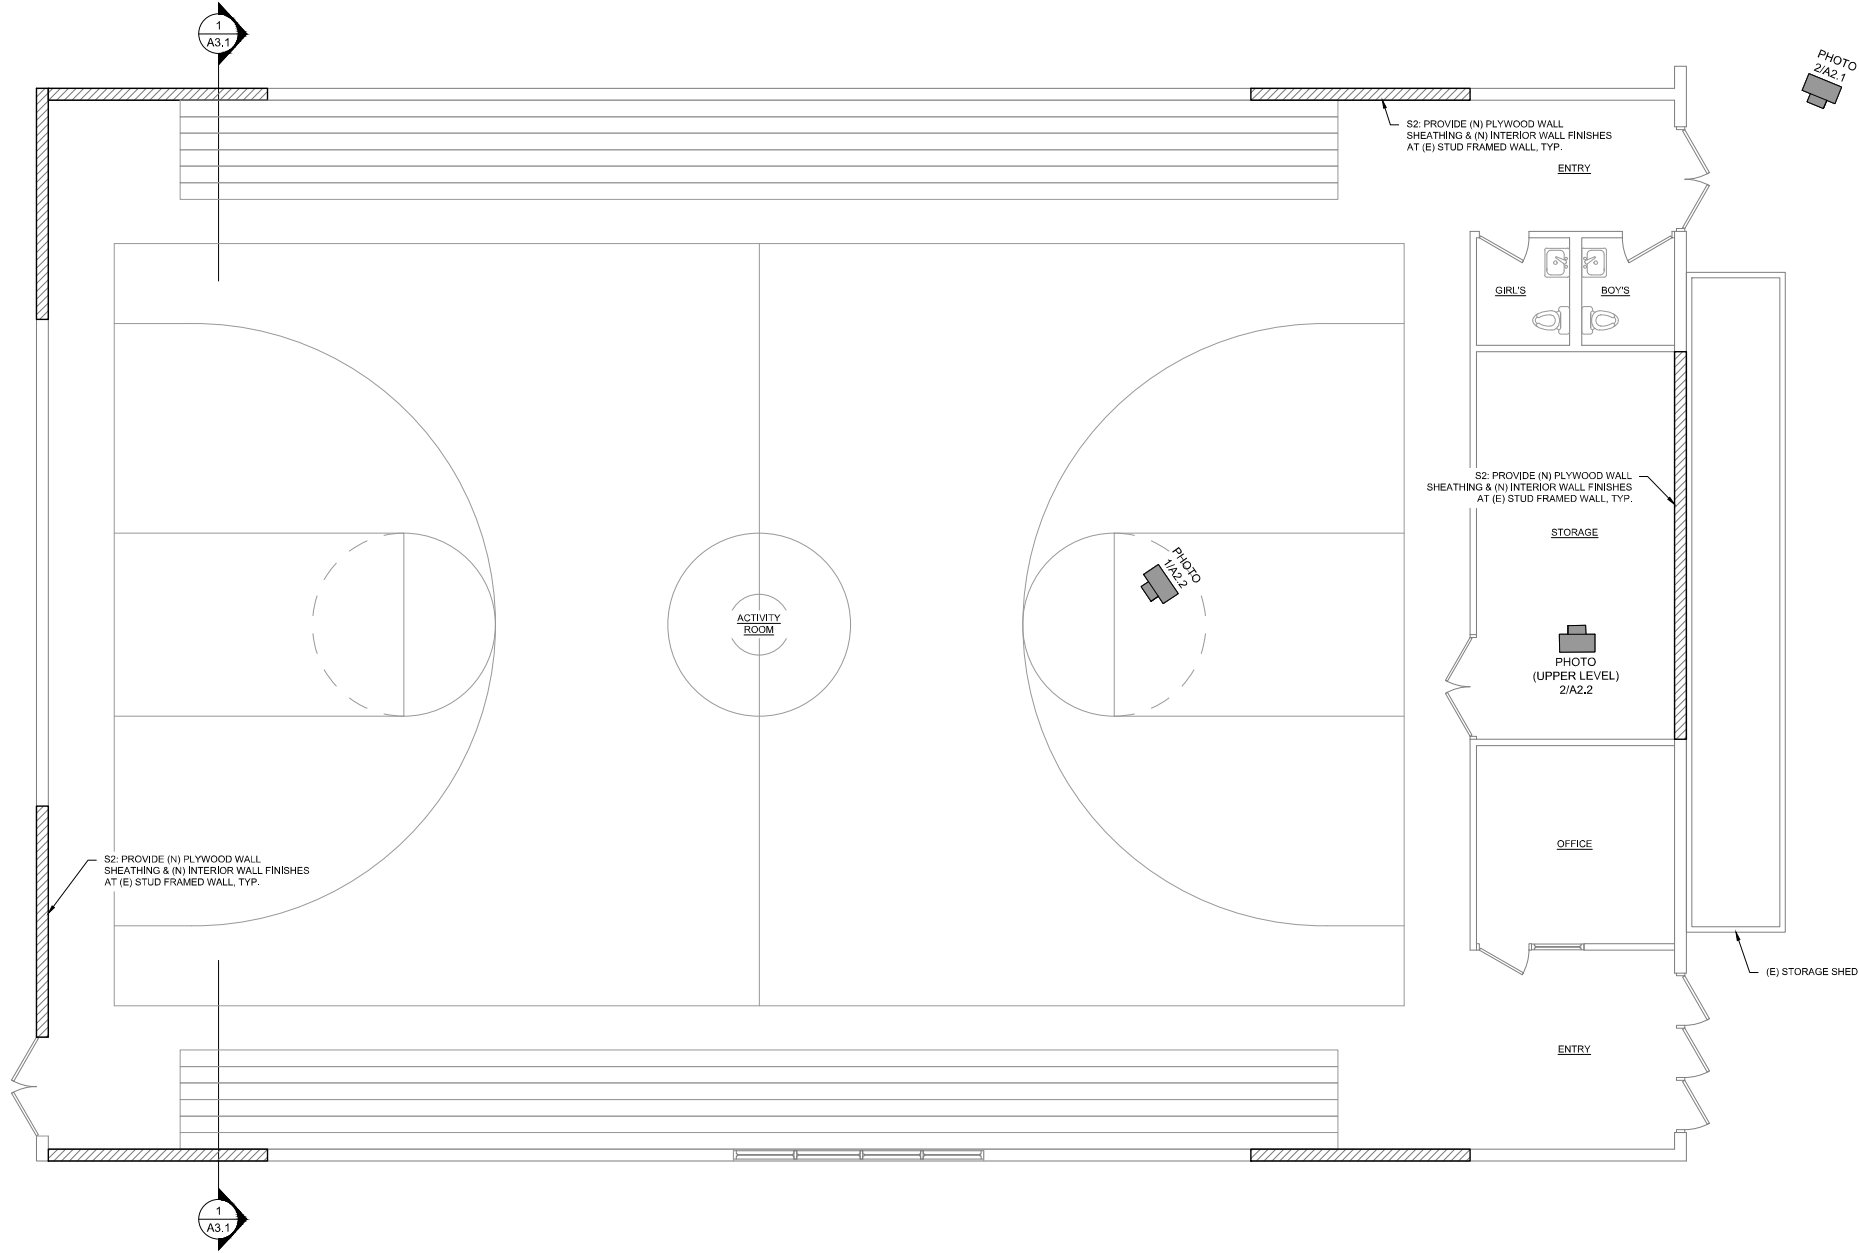 1
A3.1
PHOTO
2/A2.1
S2: PROVIDE (N) PLYWOOD WALL
SHEATHING & (N) INTERIOR WALL FINISHES
AT (E) STUD FRAMED WALL, TYP.
ENTRY
GIRL'S
BOY'S
S2: PROVIDE (N) PLYWOOD WALL
SHEATHING & (N) INTERIOR WALL FINISHES
AT (E) STUD FRAMED WALL, TYP.
STORAGE
PHOTO
1/A2.2
ACTIVITY
ROOM
PHOTO
(UPPER LEVEL)
2/A2.2
OFFICE
S2: PROVIDE (N) PLYWOOD WALL
SHEATHING & (N) INTERIOR WALL FINISHES
AT (E) STUD FRAMED WALL, TYP.
(E) STORAGE SHED
ENTRY
1
A3.1